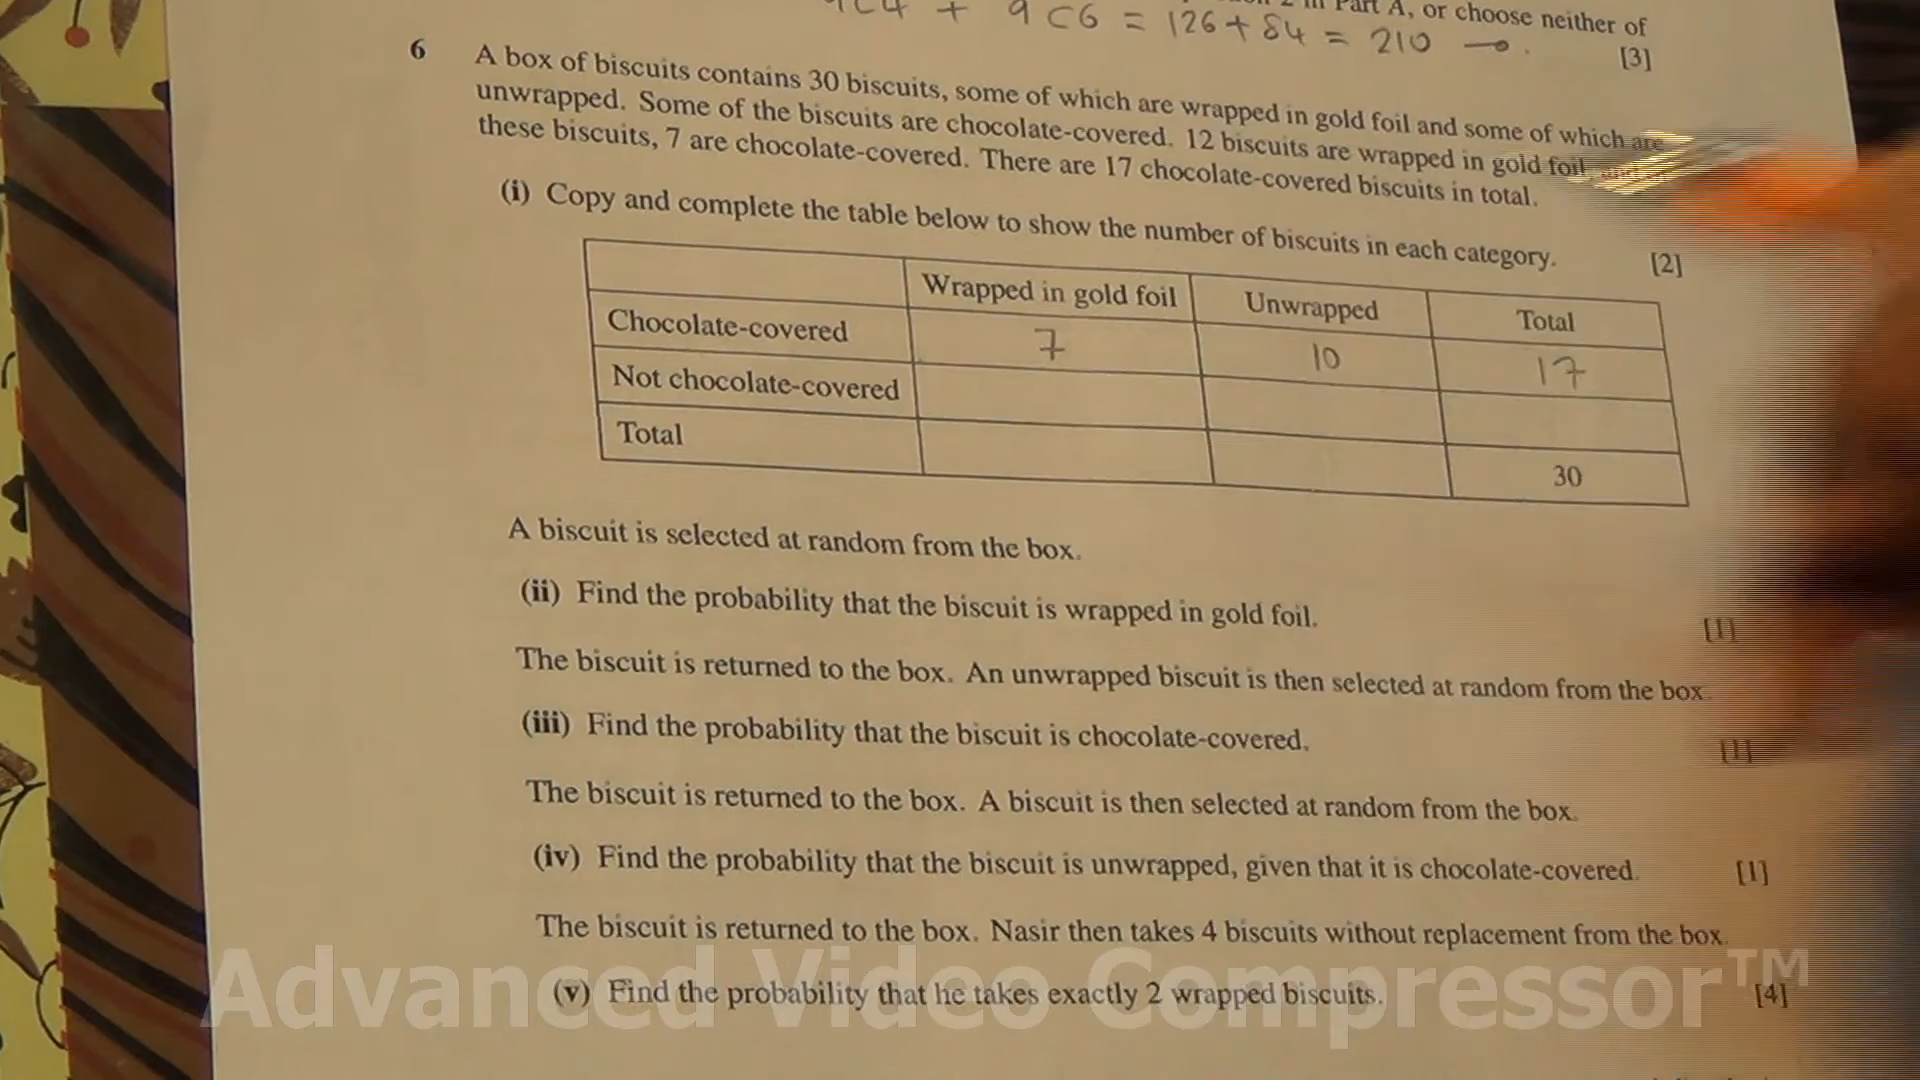 9C4 + 9C6 = 126 + 84 = 210
in Part A, or choose neither of
[3]
6 A box of biscuits contains 30 biscuits, some of which are wrapped in gold foil and some of which are
unwrapped. Some of the biscuits are chocolate-covered. 12 biscuits are wrapped in gold foil,
these biscuits, 7 are chocolate-covered. There are 17 chocolate-covered biscuits in total.
(i) Copy and complete the table below to show the number of biscuits in each category. [2]
Wrapped in gold foil Unwrapped Total
Chocolate-covered 7 10 17
Not chocolate-covered
Total 30
A biscuit is selected at random from the box.
(ii) Find the probability that the biscuit is wrapped in gold foil. [1]
The biscuit is returned to the box. An unwrapped biscuit is then selected at random from the box.
(iii) Find the probability that the biscuit is chocolate-covered. [1]
The biscuit is returned to the box. A biscuit is then selected at random from the box.
(iv) Find the probability that the biscuit is unwrapped, given that it is chocolate-covered. [1]
The biscuit is returned to the box. Nasir then takes 4 biscuits without replacement from the box.
(v) Find the probability that he takes exactly 2 wrapped biscuits. [4]
Advanced Video Compressor™